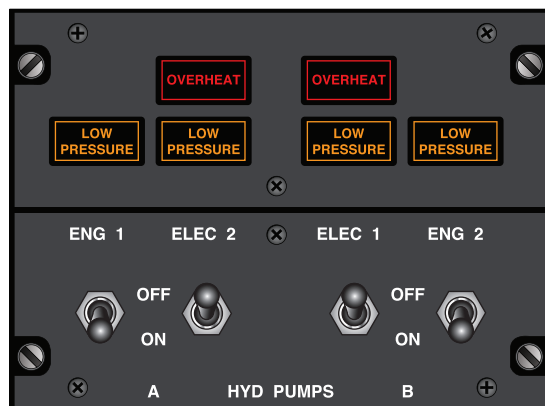 OVERHEAT OVERHEAT
LOW PRESSURE LOW PRESSURE LOW PRESSURE LOW PRESSURE
ENG 1 ELEC 2 ELEC 1 ENG 2
OFF OFF
ON ON
A HYD PUMPS B